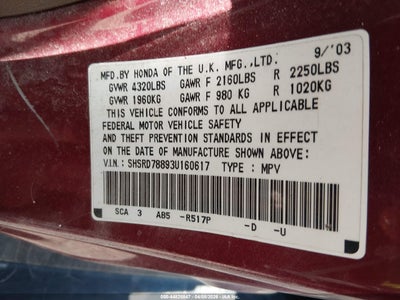 MFD.BY HONDA OF THE U.K. MFG.,LTD. 9/'03
GVWR 4320LBS GAWR F 2160LBS R 2250LBS
GVWR 1960KG GAWR F 980 KG R 1020KG
THIS VEHICLE CONFORMS TO ALL APPLICABLE
FEDERAL MOTOR VEHICLE SAFETY
AND THEFT PREVENTION STANDARDS IN EFFECT
ON THE DATE OF MANUFACTURE SHOWN ABOVE.
V.I.N.: SHSRD78893U160617 TYPE : MPV
SCA 3 ABS -R517P -D -U